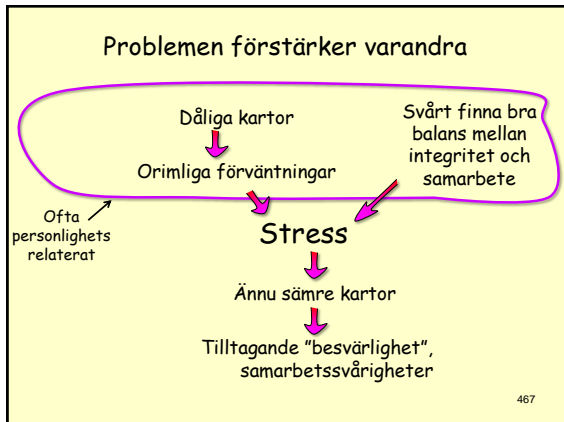 Problemen förstärker varandra
Dåliga kartor
Orimliga förväntningar
Svårt finna bra
balans mellan
integritet och
samarbete
Ofta
personlighets
relaterat
Stress
Ännu sämre kartor
Tilltagande ”besvärlighet”,
samarbetssvårigheter
467